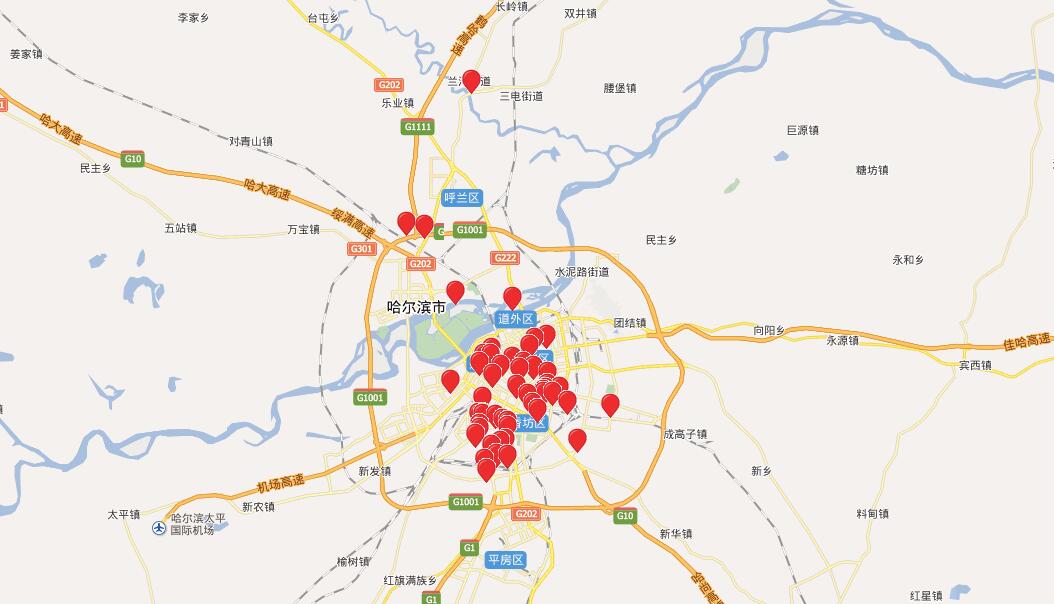 长岭镇
双井镇
李家乡
台屯乡
鹤哈高速
姜家镇
G202
乐业镇
三电街道
腰堡镇
G1111
哈大高速
G10
对青山镇
巨源镇
民主乡
糖坊镇
哈大高速
呼兰区
绥满高速
五站镇
万宝镇
G1001
民主乡
G301
G202
G222
永和乡
水泥路街道
哈尔滨市
道外区
团结镇
向阳乡
永源镇
佳哈高速
宾西镇
G1001
成高子镇
新发镇
新乡
机场高速
G1001
新农镇
太平镇
哈尔滨太平
国际机场
G202
G10
料甸镇
新华镇
G1
平房区
榆树镇
红旗满族乡
G1
红星镇